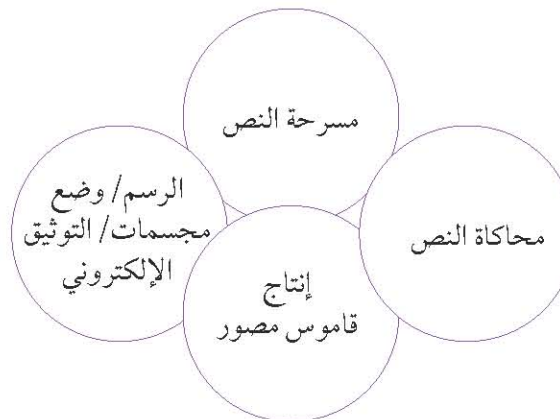 مسرحة النص
محاكاة النص
الرسم/ وضع
مجسمات/ التوثيق
الإلكتروني
إنتاج
قاموس مصور